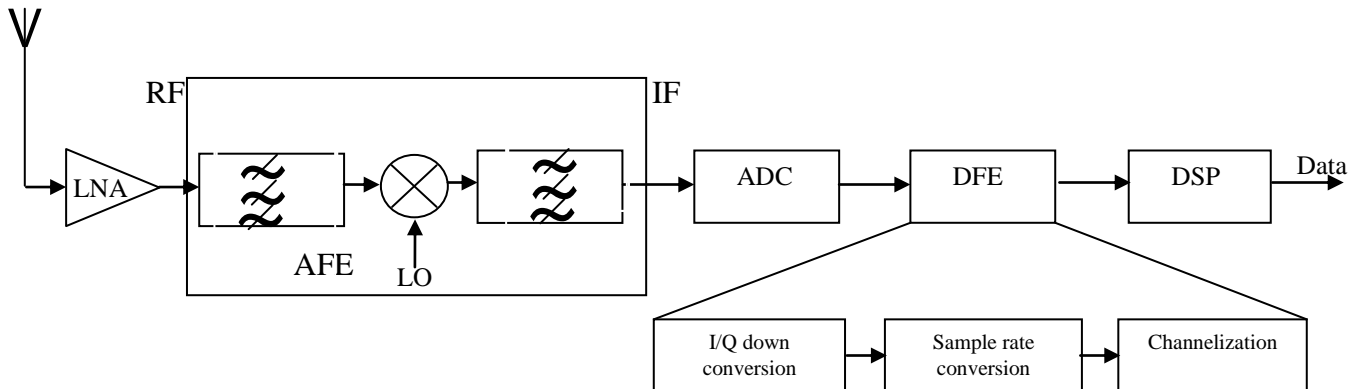 RF
IF
LNA
AFE
LO
ADC
DFE
DSP
Data
I/Q down
conversion
Sample rate
conversion
Channelization